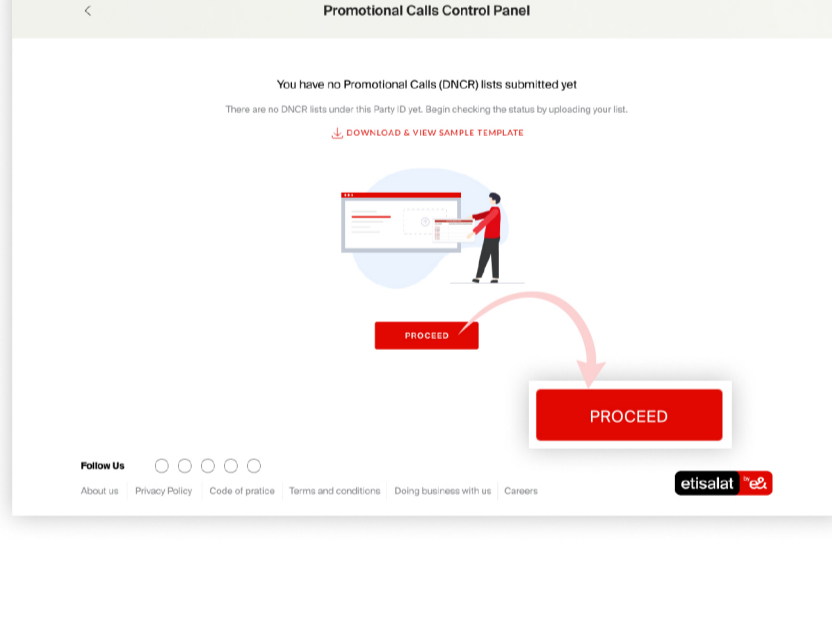 Promotional Calls Control Panel
You have no Promotional Calls (DNCR) lists submitted yet
There are no DNCR lists under this Party ID yet. Begin checking the status by uploading your list.
DOWNLOAD & VIEW SAMPLE TEMPLATE
PROCEED
PROCEED
Follow Us
About us Privacy Policy Code of pratice Terms and conditions Doing business with us Careers
etisalat by e&